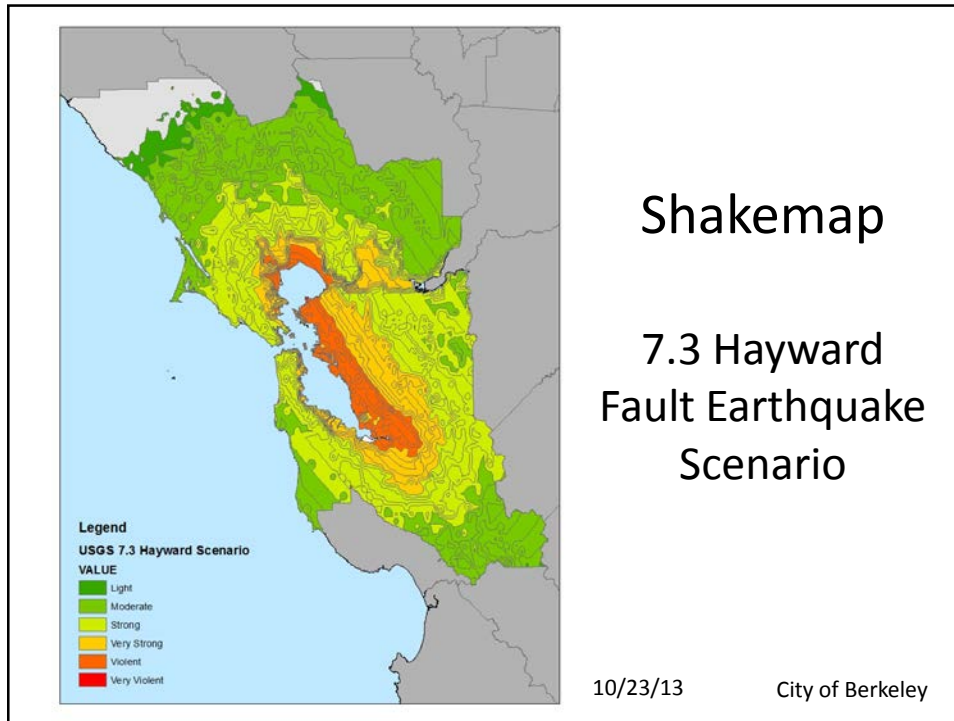 Shakemap
7.3 Hayward
Fault Earthquake
Scenario
Legend
USGS 7.3 Hayward Scenario
VALUE
Light
Moderate
Strong
Very Strong
Violent
Very Violent
10/23/13
City of Berkeley